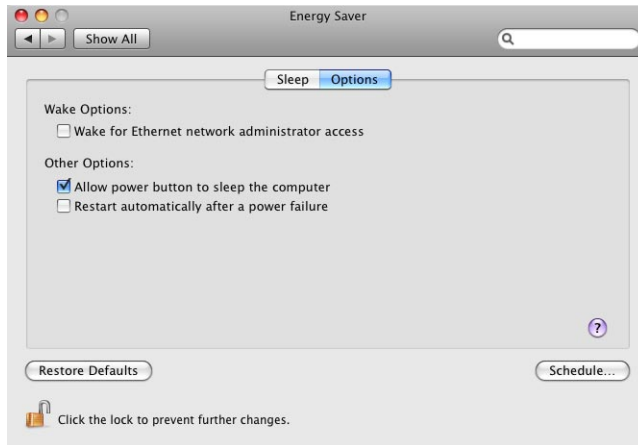 Energy Saver
Show All
Sleep Options
Wake Options:
Wake for Ethernet network administrator access
Other Options:
Allow power button to sleep the computer
Restart automatically after a power failure
?
Restore Defaults Schedule...
Click the lock to prevent further changes.